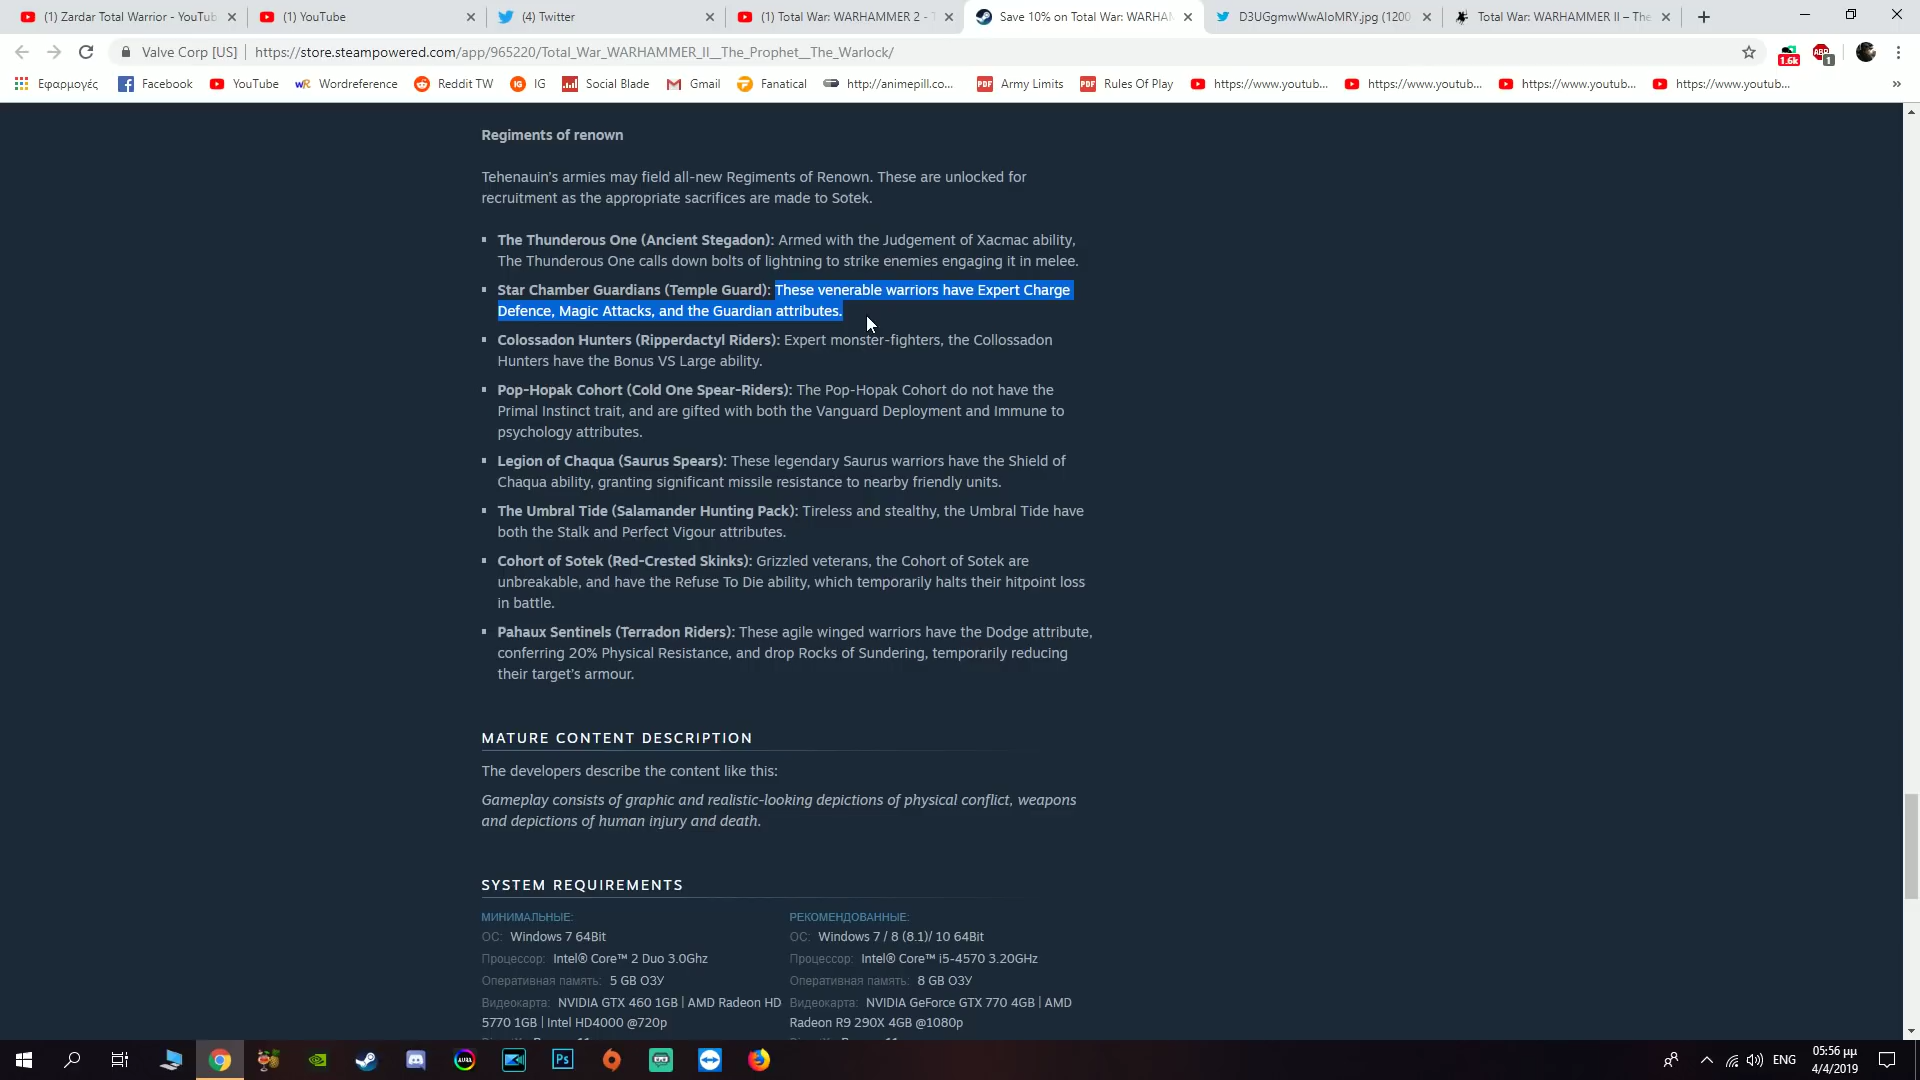 (1) Zardar Total Warrior - YouTub
(1) YouTube
(4) Twitter
(1) Total War: WARHAMMER 2 - T
Save 10% on Total War: WARHA
D3UGgmwWwAIoMRY.jpg (1200
Total War: WARHAMMER II – The
Valve Corp [US] | https://store.steampowered.com/app/965220/Total_War_WARHAMMER_II__The_Prophet__The_Warlock/
1.6k
ABP
1
Εφαρμογές
Facebook
YouTube
Wordreference
Reddit TW
IG
Social Blade
Gmail
Fanatical
http://animepill.co...
Army Limits
Rules Of Play
https://www.youtub...
https://www.youtub...
https://www.youtub...
https://www.youtub...
»
Regiments of renown
Tehenauin's armies may field all-new Regiments of Renown. These are unlocked for
recruitment as the appropriate sacrifices are made to Sotek.
▪ The Thunderous One (Ancient Stegadon): Armed with the Judgement of Xacmac ability,
The Thunderous One calls down bolts of lightning to strike enemies engaging it in melee.
▪ Star Chamber Guardians (Temple Guard): These venerable warriors have Expert Charge
Defence, Magic Attacks, and the Guardian attributes.
▪ Colossadon Hunters (Ripperdactyl Riders): Expert monster-fighters, the Collossadon
Hunters have the Bonus VS Large ability.
▪ Pop-Hopak Cohort (Cold One Spear-Riders): The Pop-Hopak Cohort do not have the
Primal Instinct trait, and are gifted with both the Vanguard Deployment and Immune to
psychology attributes.
▪ Legion of Chaqua (Saurus Spears): These legendary Saurus warriors have the Shield of
Chaqua ability, granting significant missile resistance to nearby friendly units.
▪ The Umbral Tide (Salamander Hunting Pack): Tireless and stealthy, the Umbral Tide have
both the Stalk and Perfect Vigour attributes.
▪ Cohort of Sotek (Red-Crested Skinks): Grizzled veterans, the Cohort of Sotek are
unbreakable, and have the Refuse To Die ability, which temporarily halts their hitpoint loss
in battle.
▪ Pahaux Sentinels (Terradon Riders): These agile winged warriors have the Dodge attribute,
conferring 20% Physical Resistance, and drop Rocks of Sundering, temporarily reducing
their target's armour.
MATURE CONTENT DESCRIPTION
The developers describe the content like this:
Gameplay consists of graphic and realistic-looking depictions of physical conflict, weapons
and depictions of human injury and death.
SYSTEM REQUIREMENTS
МИНИМАЛЬНЫЕ:
ОС: Windows 7 64Bit
Процессор: Intel® Core™ 2 Duo 3.0Ghz
Оперативная память: 5 GB ОЗУ
Видеокарта: NVIDIA GTX 460 1GB | AMD Radeon HD
5770 1GB | Intel HD4000 @720p
РЕКОМЕНДОВАННЫЕ:
ОС: Windows 7 / 8 (8.1)/ 10 64Bit
Процессор: Intel® Core™ i5-4570 3.20GHz
Оперативная память: 8 GB ОЗУ
Видеокарта: NVIDIA GeForce GTX 770 4GB | AMD
Radeon R9 290X 4GB @1080p
AURA
Ps
ENG
05:56 μμ
4/4/2019